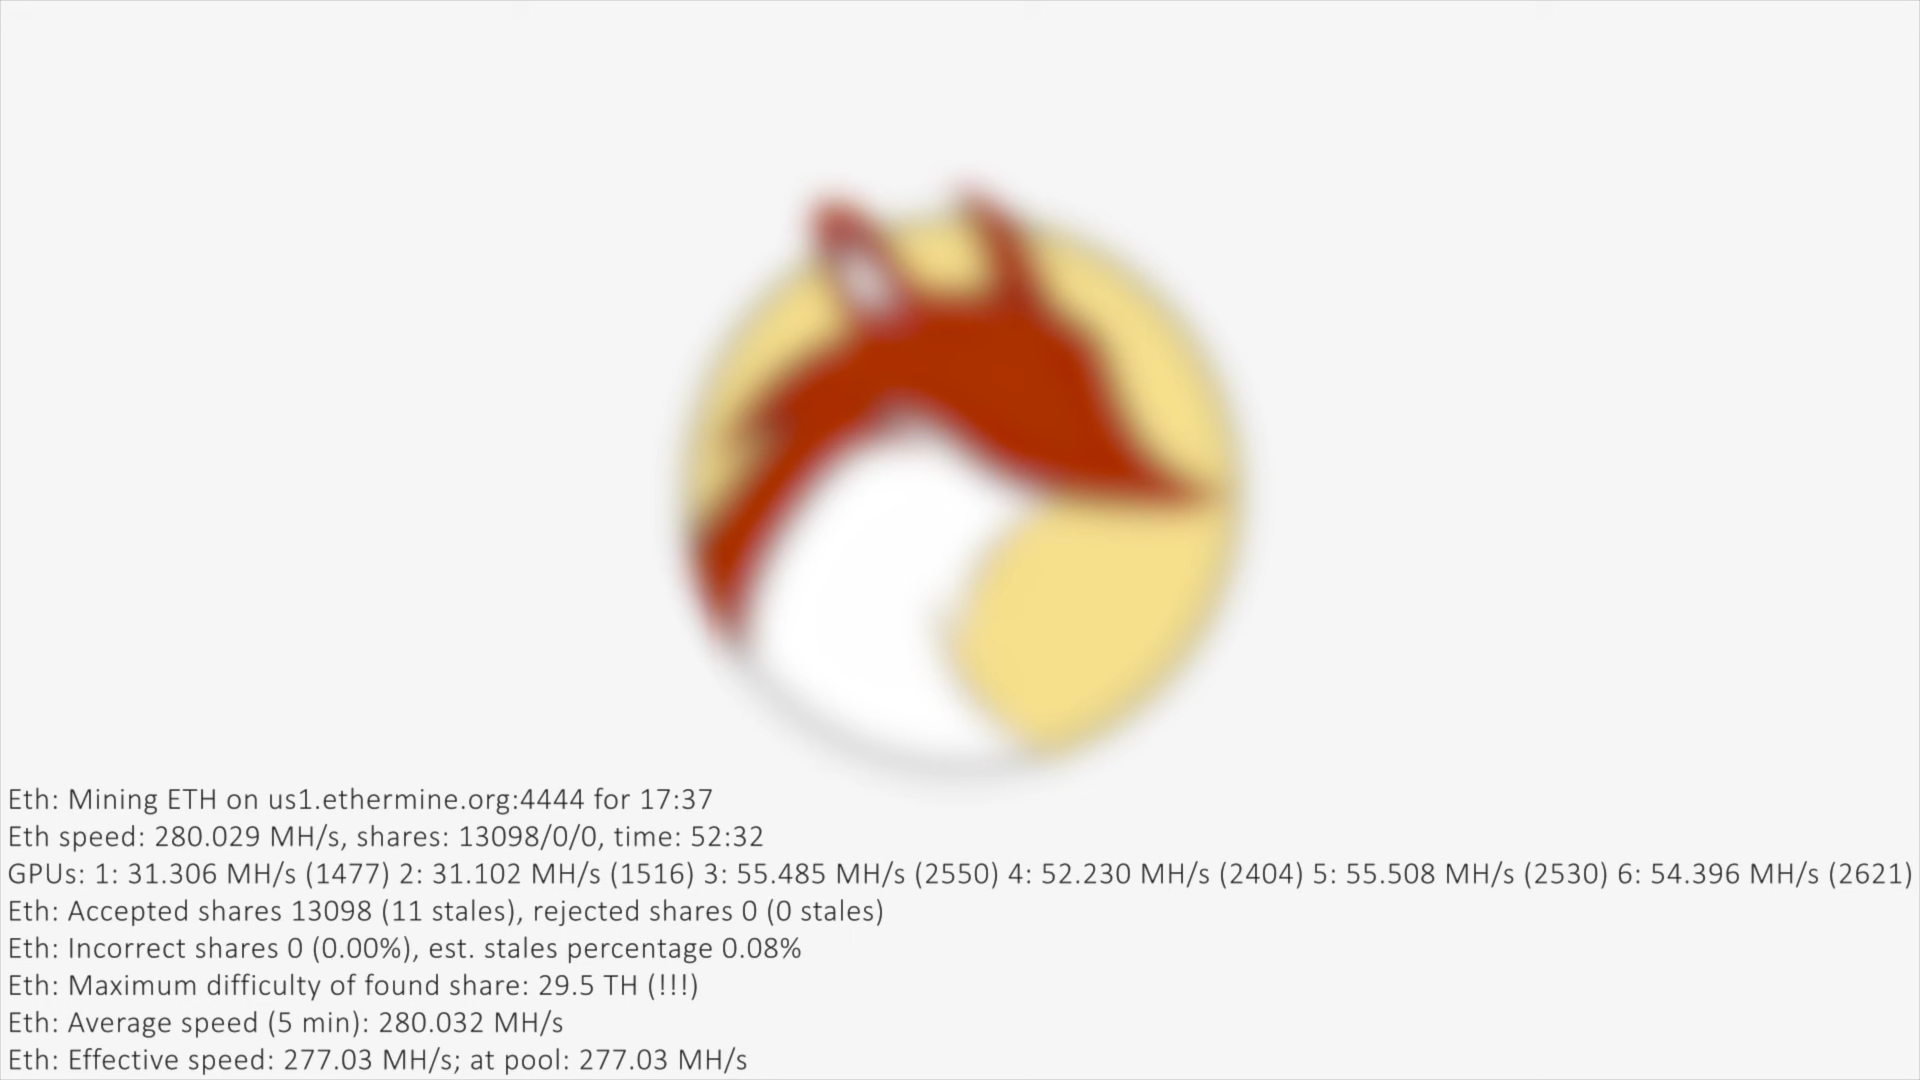 Eth: Mining ETH on us1.ethermine.org:4444 for 17:37
Eth speed: 280.029 MH/s, shares: 13098/0/0, time: 52:32
GPUs: 1: 31.306 MH/s (1477) 2: 31.102 MH/s (1516) 3: 55.485 MH/s (2550) 4: 52.230 MH/s (2404) 5: 55.508 MH/s (2530) 6: 54.396 MH/s (2621)
Eth: Accepted shares 13098 (11 stales), rejected shares 0 (0 stales)
Eth: Incorrect shares 0 (0.00%), est. stales percentage 0.08%
Eth: Maximum difficulty of found share: 29.5 TH (!!!)
Eth: Average speed (5 min): 280.032 MH/s
Eth: Effective speed: 277.03 MH/s; at pool: 277.03 MH/s